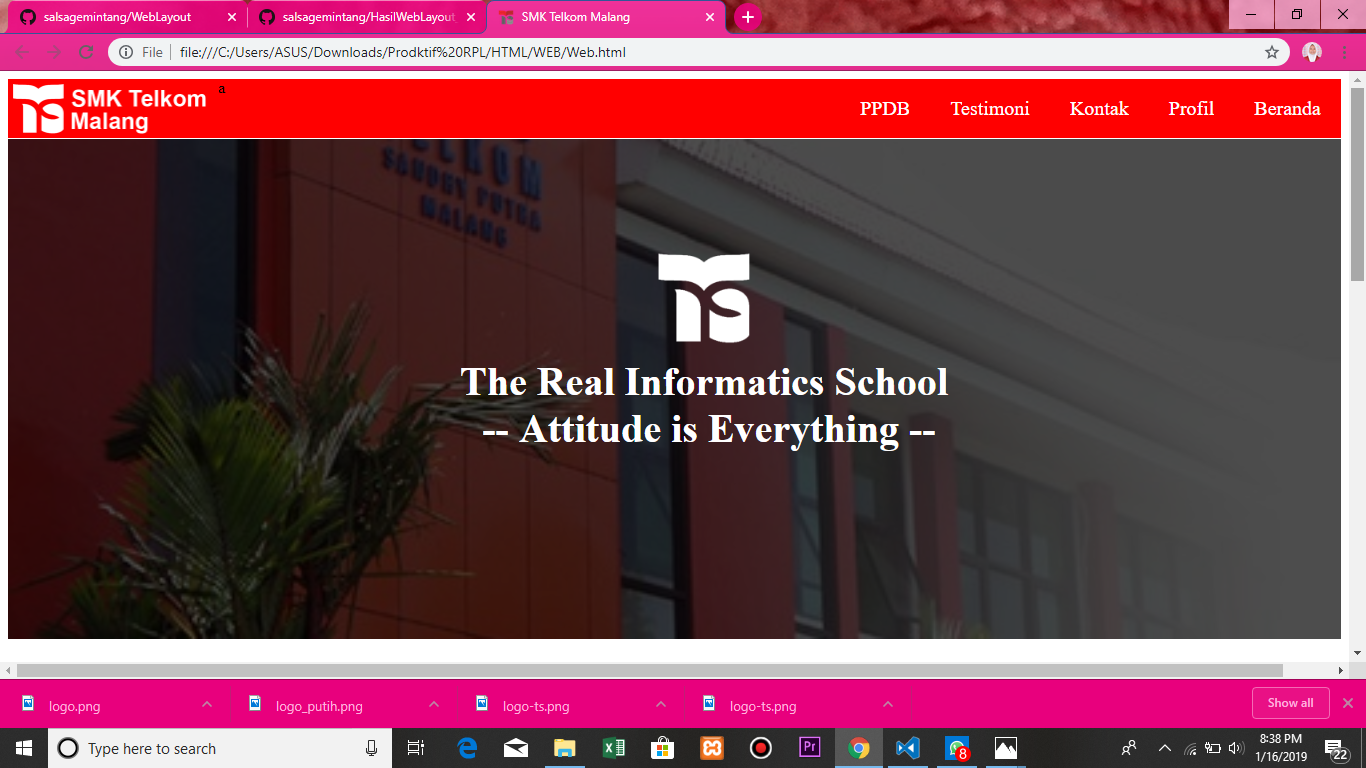 salsagemintang/WebLayout
salsagemintang/HasilWebLayout
SMK Telkom Malang
File
file:///C:/Users/ASUS/Downloads/Prodktif%20RPL/HTML/WEB/Web.html
SMK Telkom
Malang
a
PPDB
Testimoni
Kontak
Profil
Beranda
SANDHY PUTRA
MALANG
The Real Informatics School
-- Attitude is Everything --
logo.png
logo_putih.png
logo-ts.png
logo-ts.png
Show all
Type here to search
Pr
8
8:38 PM
1/16/2019
22